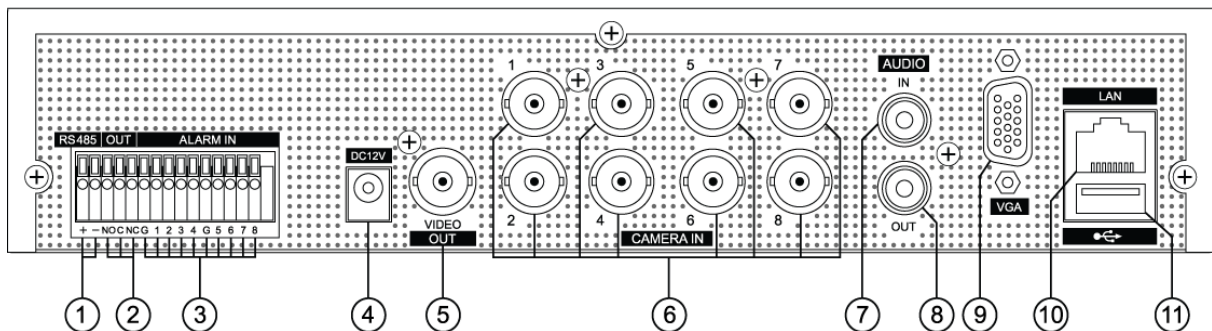 1 3 5 7
AUDIO
IN
LAN
RS485 OUT ALARM IN
DC12V
VIDEO
OUT
2 4 6 8
CAMERA IN
OUT
VGA
+ − NO C NC G 1 2 3 4 G 5 6 7 8
1 2 3 4 5 6 7 8 9 10 11